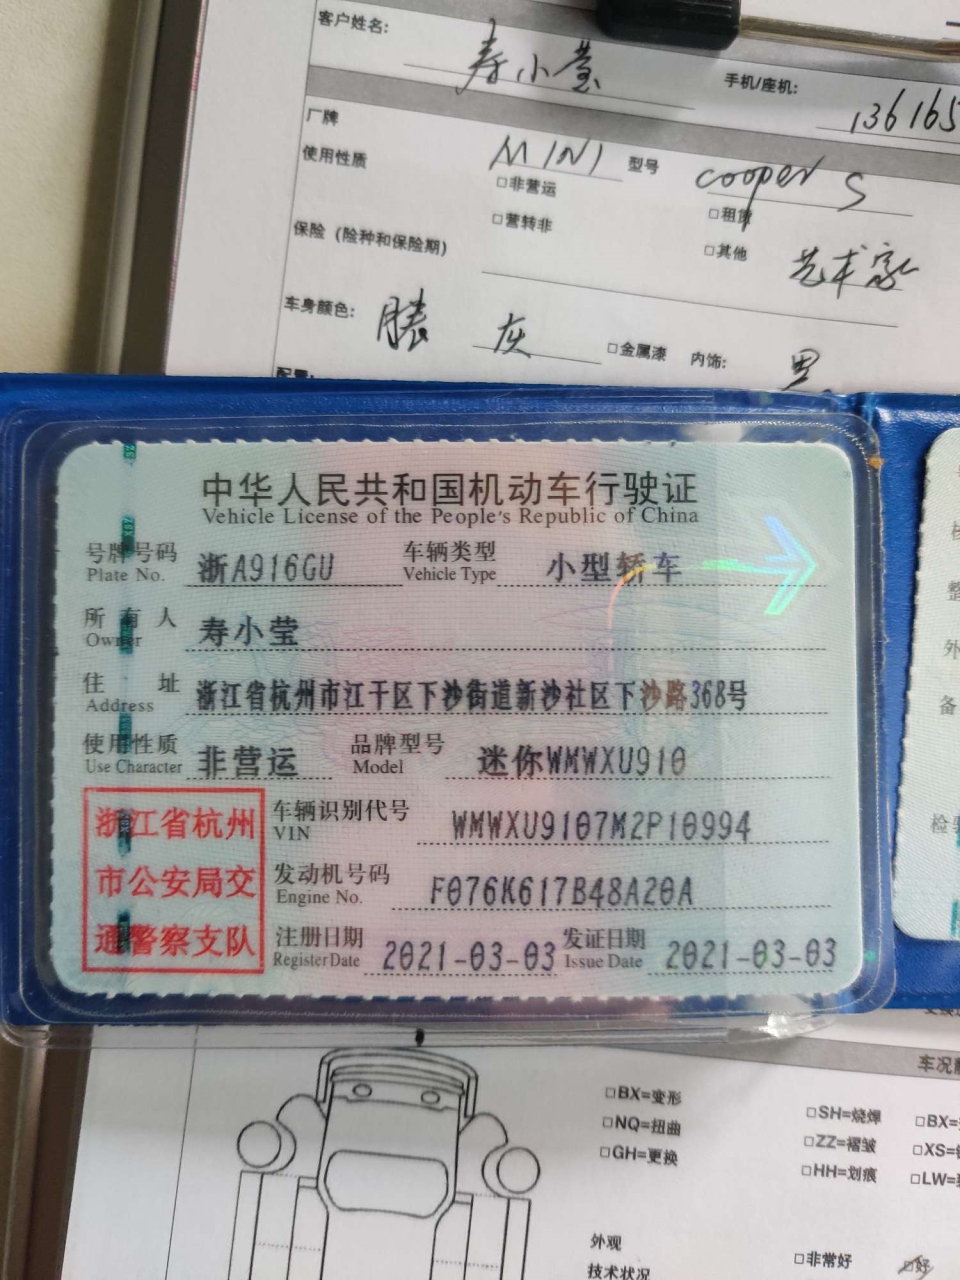 客户姓名: 寿小莹
手机/座机: 136165
厂牌 MINI 型号 cooper S
使用性质 □非营运 □租赁
□营转非 □其他 艺术家
保险（险种和保险期）
车身颜色: 灰 □金属漆 内饰: 黑
配置:
中华人民共和国机动车行驶证
Vehicle License of the People's Republic of China
号牌号码 浙A916GU 车辆类型 小型轿车
Plate No. Vehicle Type
所有人 寿小莹
Owner
住址 浙江省杭州市江干区下沙街道新沙社区下沙路368号
Address
使用性质 非营运 品牌型号 迷你WMWXU910
Use Character Model
浙江省杭州
市公安局交
通警察支队
车辆识别代号 WMWXU9107M2P10994
VIN
发动机号码 F076K617B48A20A
Engine No.
注册日期 2021-03-03 发证日期 2021-03-03
Register Date Issue Date
车况
□BX=变形 □SH=烧焊 □BX=
□NQ=扭曲 □ZZ=褶皱 □XS=
□GH=更换 □HH=划痕 □LW=
外观 □非常好 □好
技术状况